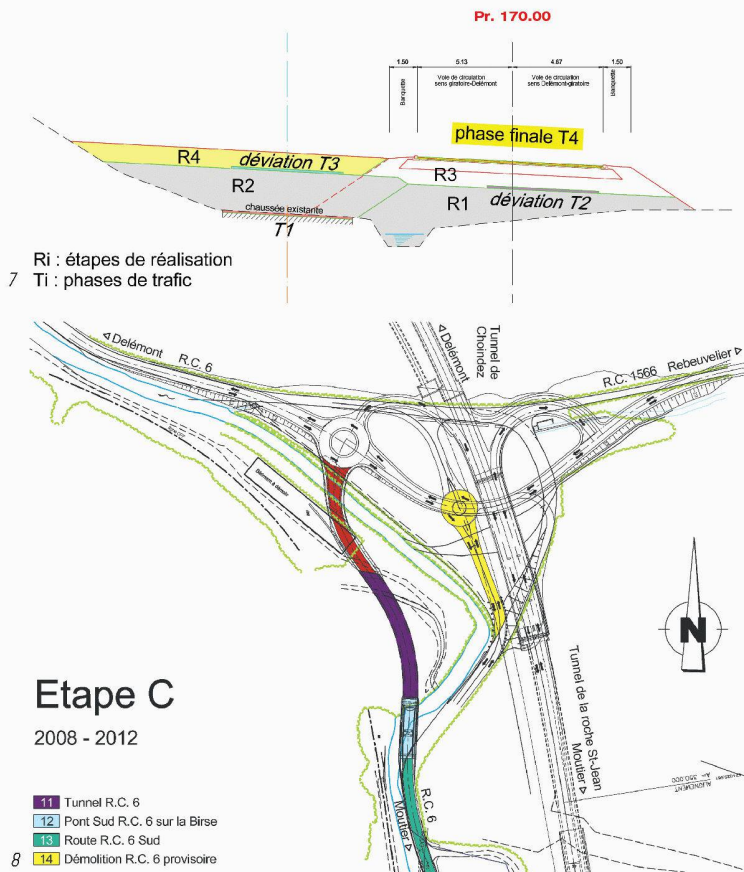 Pr. 170.00
1.50 5.13 4.67 1.50
Banquette
Voie de circulation
sens giratoire-Delémont
Voie de circulation
sens Delémont-giratoire
Banquette
phase finale T4
R4 déviation T3
R3
R2
R1 déviation T2
chaussée existante
T1
Ri : étapes de réalisation
7 Ti : phases de trafic
Delémont R.C. 6
Delémont
Tunnel de
Choindez
R.C. 1566 Rebeuvelier
Bâtiment à démolir
N
Tunnel de la roche St-Jean
Moutier
ALIGNEMENT
Etape C
2008 - 2012
R.C. 6
Moutier
11 Tunnel R.C. 6
12 Pont Sud R.C. 6 sur la Birse
13 Route R.C. 6 Sud
8 14 Démolition R.C. 6 provisoire